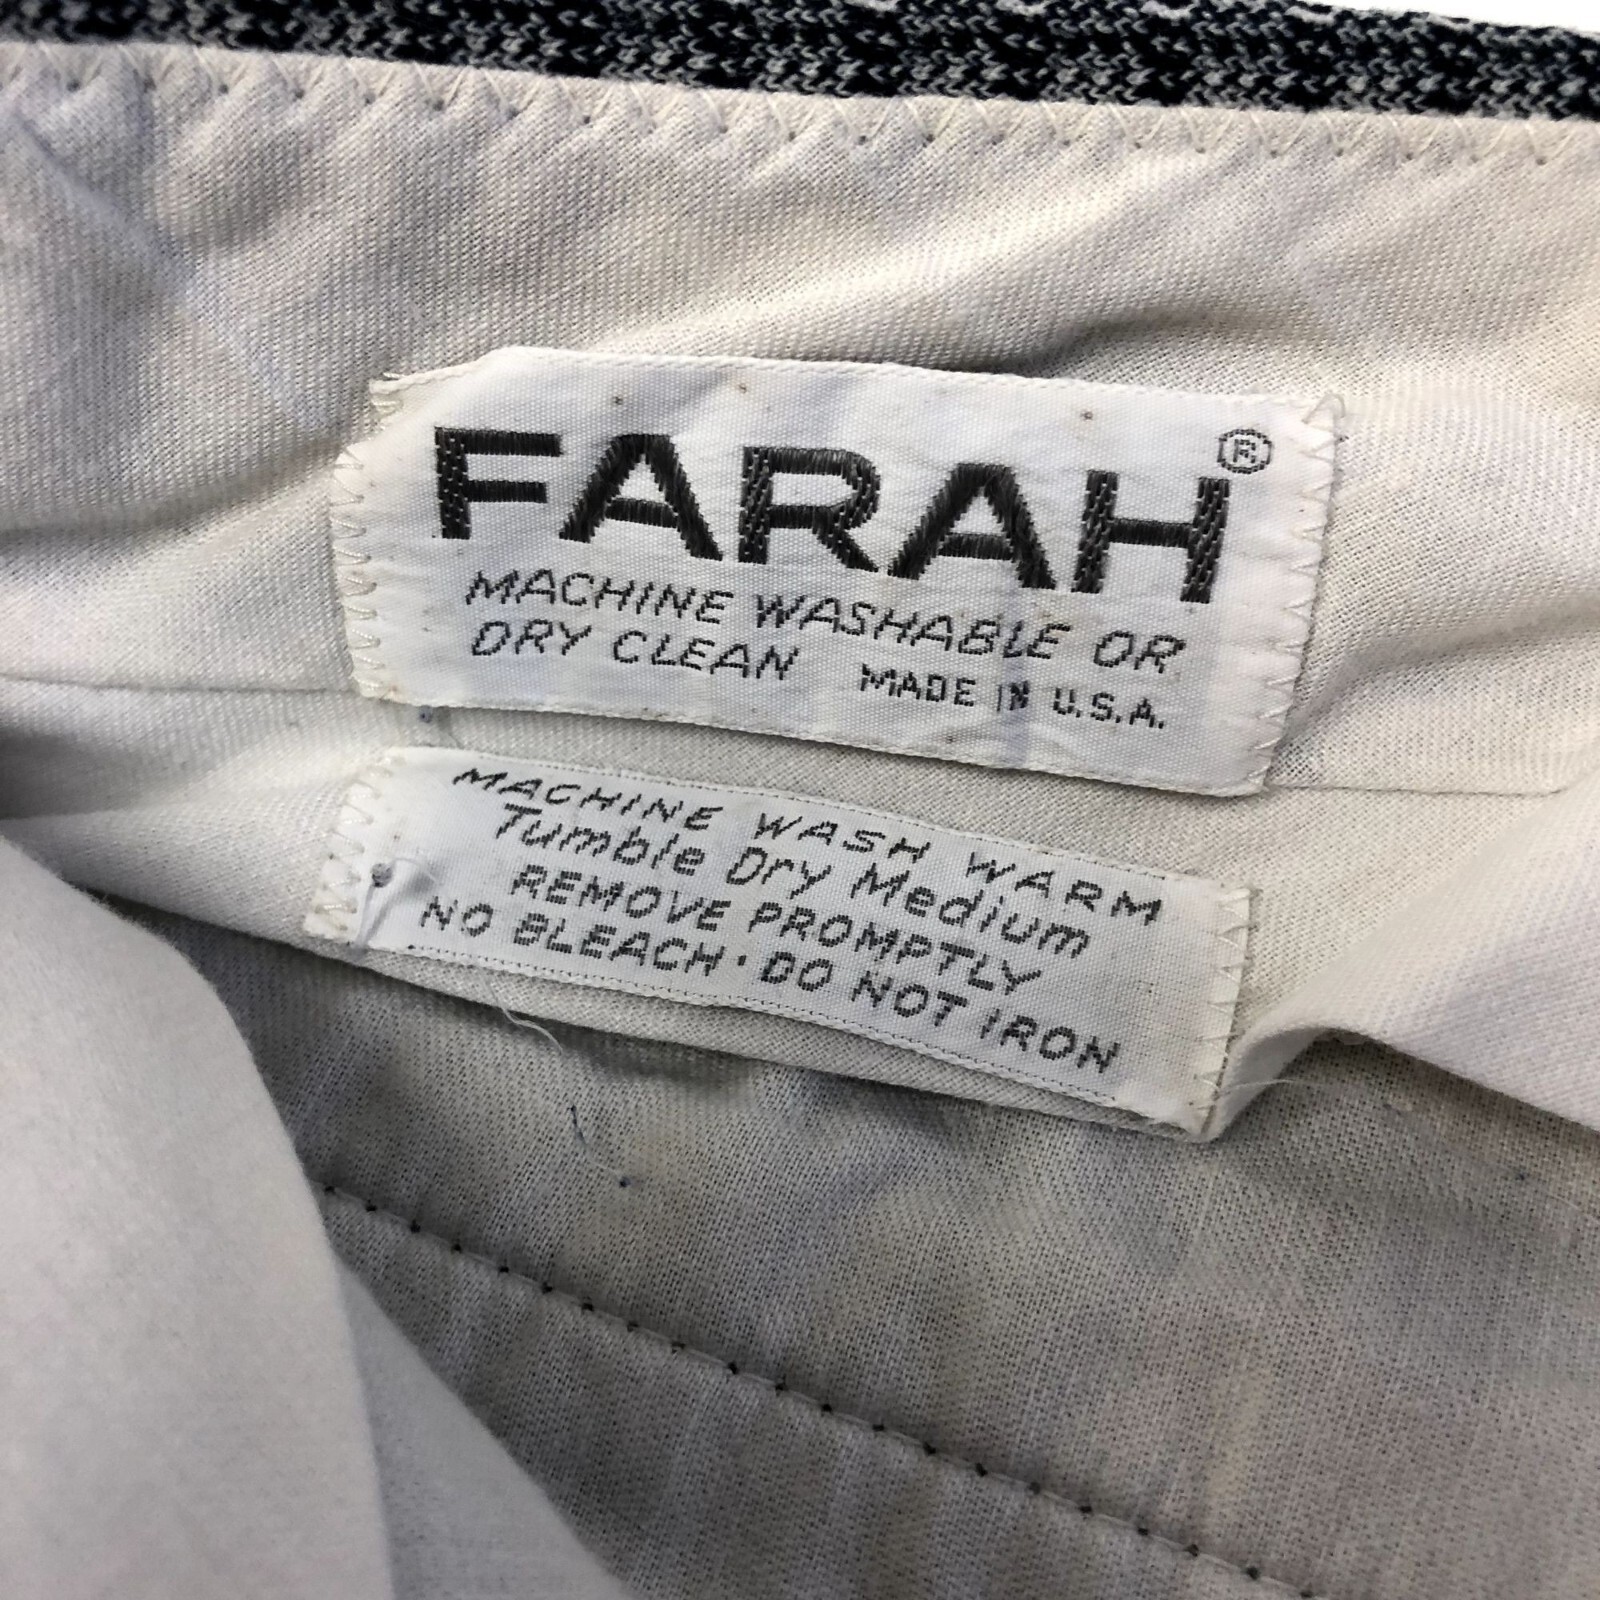 FARAH®
MACHINE WASHABLE OR
DRY CLEAN MADE IN U.S.A.
MACHINE WASH WARM
Tumble Dry Medium
REMOVE PROMPTLY
NO BLEACH · DO NOT IRON